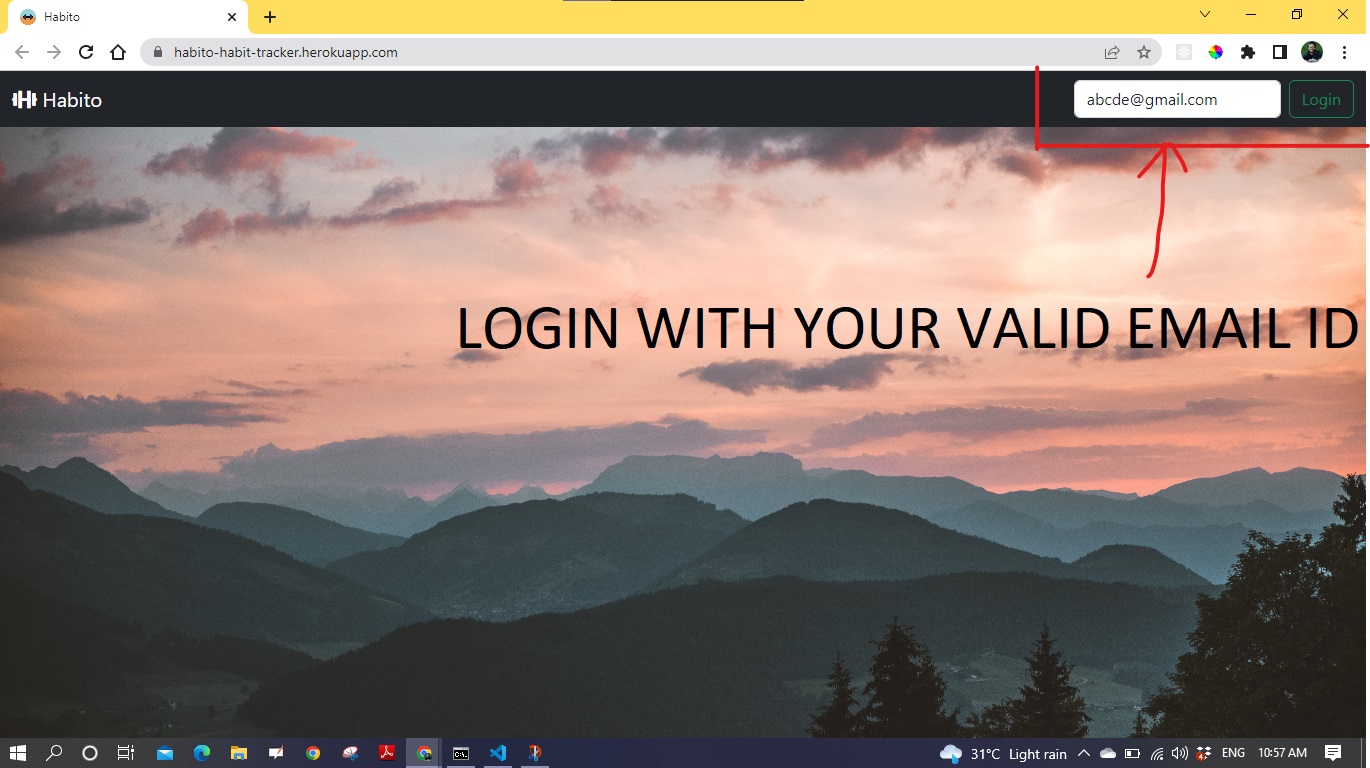 Habito
habito-habit-tracker.herokuapp.com
Habito
abcde@gmail.com
Login
LOGIN WITH YOUR VALID EMAIL ID
31°C Light rain
ENG
10:57 AM